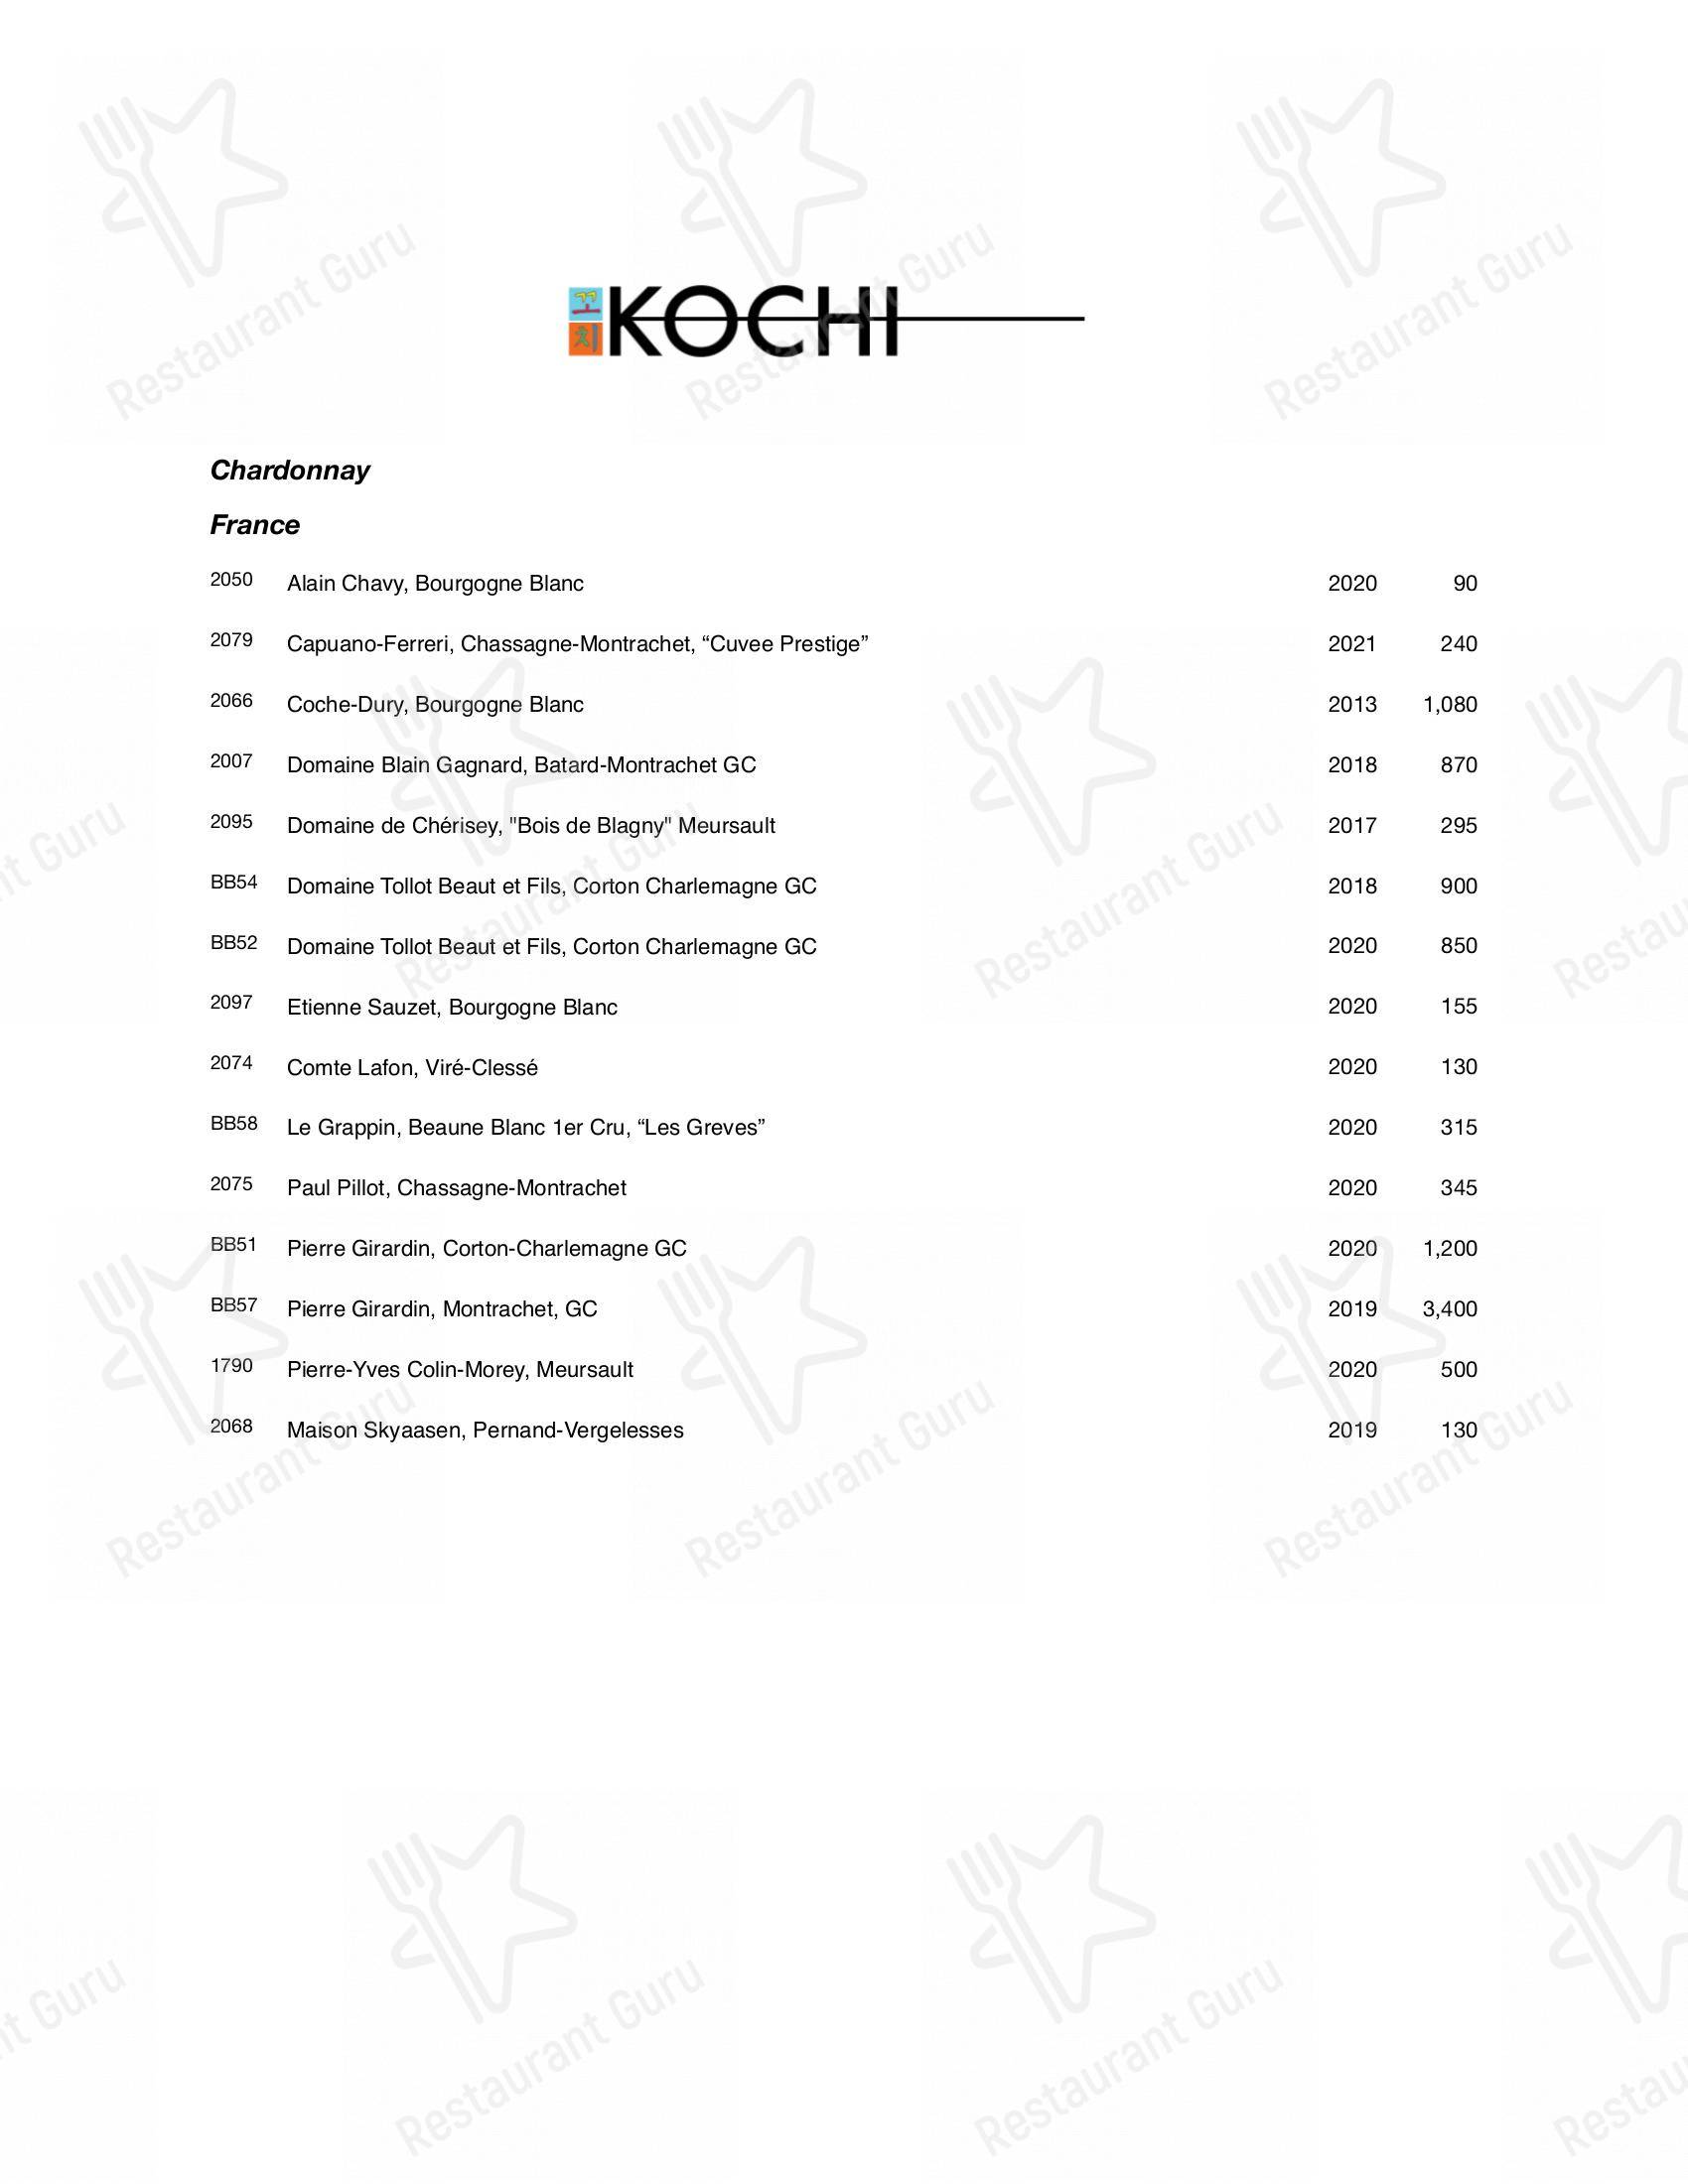 꼬치 KOCHI
Chardonnay
France
2050 Alain Chavy, Bourgogne Blanc 2020 90
2079 Capuano-Ferreri, Chassagne-Montrachet, “Cuvee Prestige” 2021 240
2066 Coche-Dury, Bourgogne Blanc 2013 1,080
2007 Domaine Blain Gagnard, Batard-Montrachet GC 2018 870
2095 Domaine de Chérisey, "Bois de Blagny" Meursault 2017 295
BB54 Domaine Tollot Beaut et Fils, Corton Charlemagne GC 2018 900
BB52 Domaine Tollot Beaut et Fils, Corton Charlemagne GC 2020 850
2097 Etienne Sauzet, Bourgogne Blanc 2020 155
2074 Comte Lafon, Viré-Clessé 2020 130
BB58 Le Grappin, Beaune Blanc 1er Cru, “Les Greves” 2020 315
2075 Paul Pillot, Chassagne-Montrachet 2020 345
BB51 Pierre Girardin, Corton-Charlemagne GC 2020 1,200
BB57 Pierre Girardin, Montrachet, GC 2019 3,400
1790 Pierre-Yves Colin-Morey, Meursault 2020 500
2068 Maison Skyaasen, Pernand-Vergelesses 2019 130
Restaurant Guru